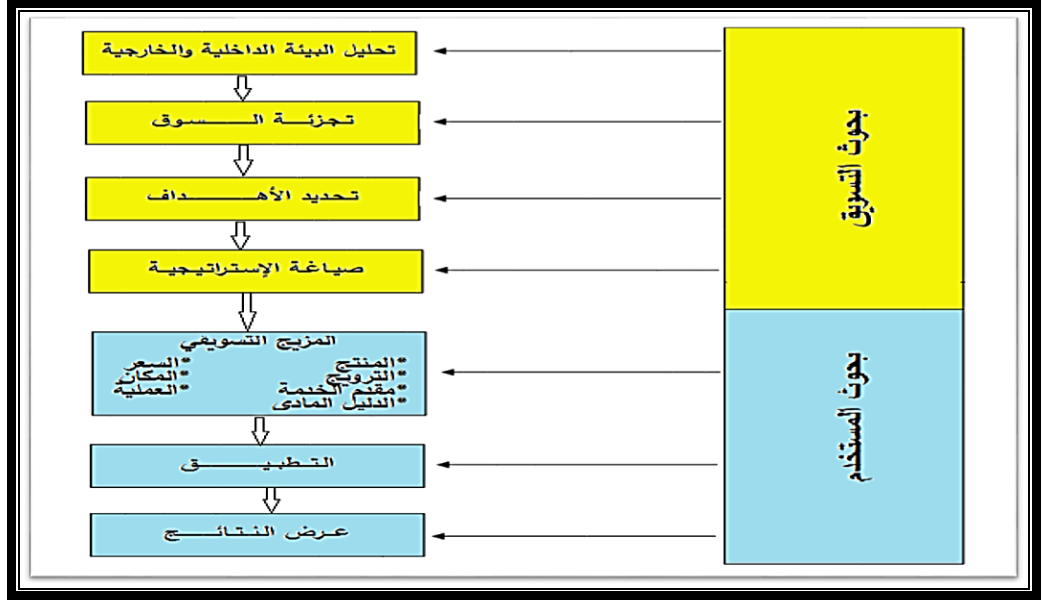 تحليل البيئة الداخلية والخارجية
تجزئة السوق
تحديد الأهداف
صياغة الإستراتيجية
المزيج التسويقي
*المنتج *السعر
*الترويج *المكان
*مقدم الخدمة *العملية
*الدليل المادى
التطبيق
عرض النتائج
بحوث التسويق
بحوث المستخدم